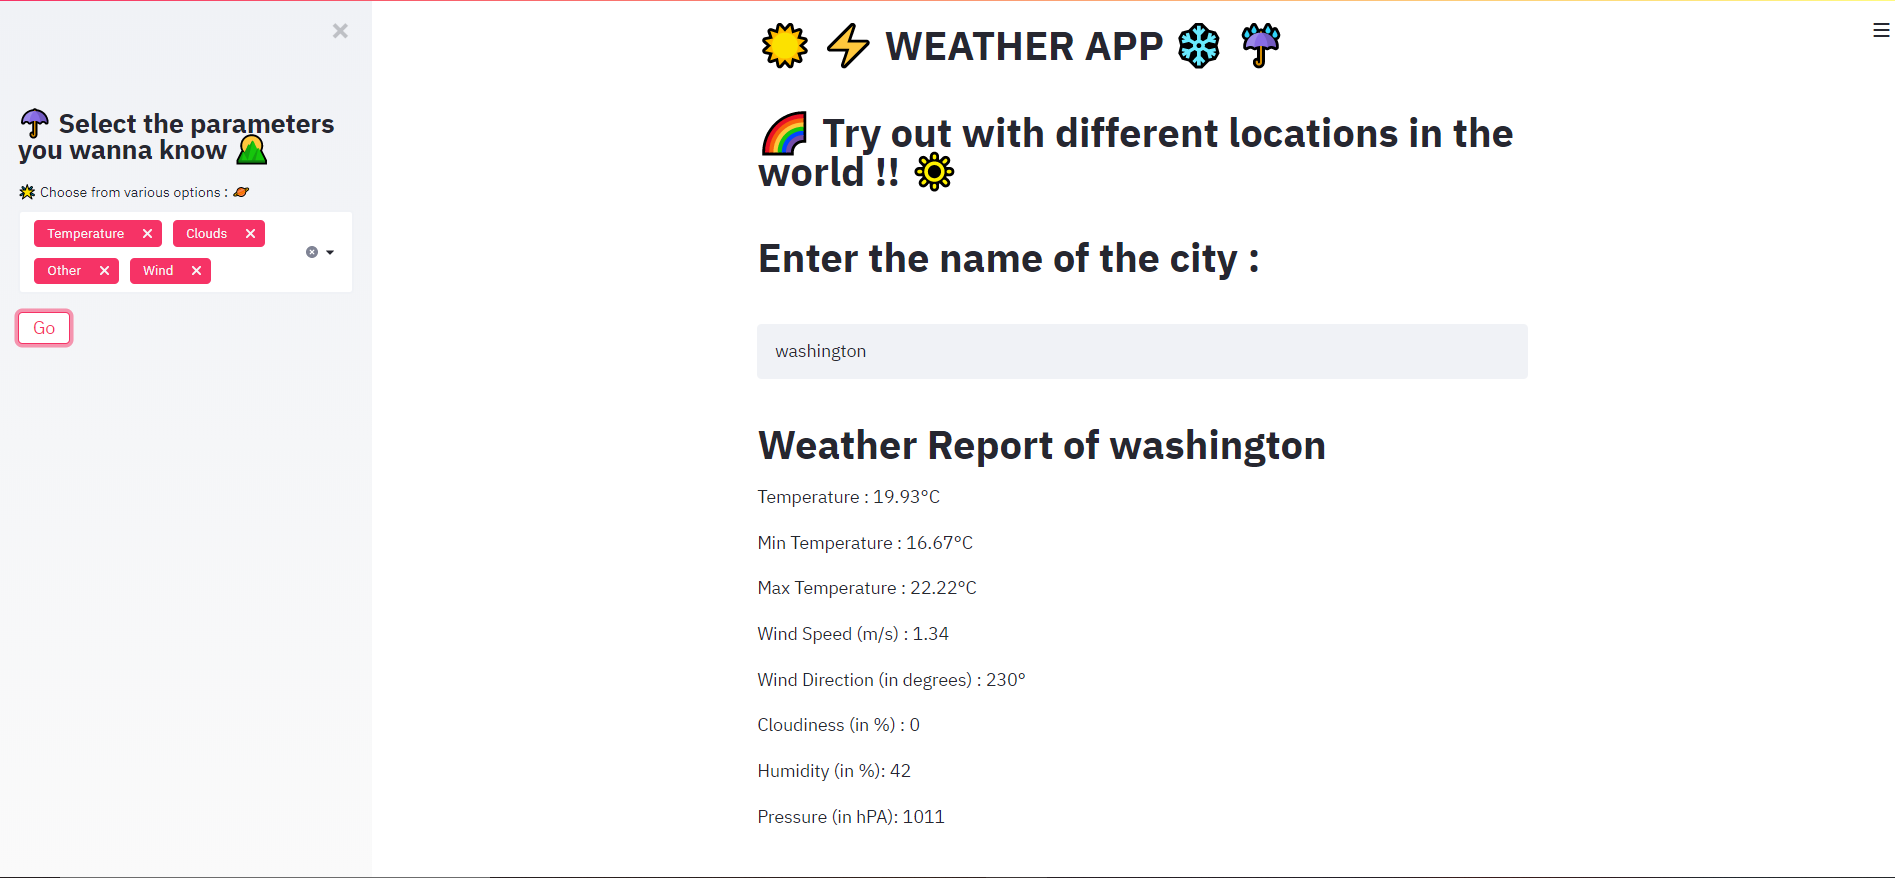 Select the parameters
you wanna know
Choose from various options :
Temperature
Clouds
Other
Wind
Go
WEATHER APP
Try out with different locations in the
world !!
Enter the name of the city :
washington
Weather Report of washington
Temperature : 19.93°C
Min Temperature : 16.67°C
Max Temperature : 22.22°C
Wind Speed (m/s) : 1.34
Wind Direction (in degrees) : 230°
Cloudiness (in %) : 0
Humidity (in %): 42
Pressure (in hPA): 1011